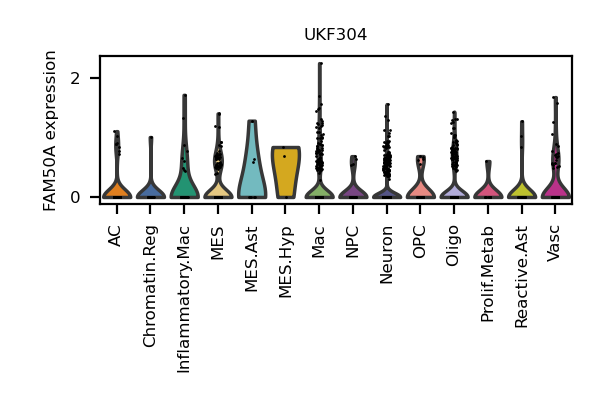 UKF304
FAM50A expression
2
0
AC
Chromatin.Reg
Inflammatory.Mac
MES
MES.Ast
MES.Hyp
Mac
NPC
Neuron
OPC
Oligo
Prolif.Metab
Reactive.Ast
Vasc